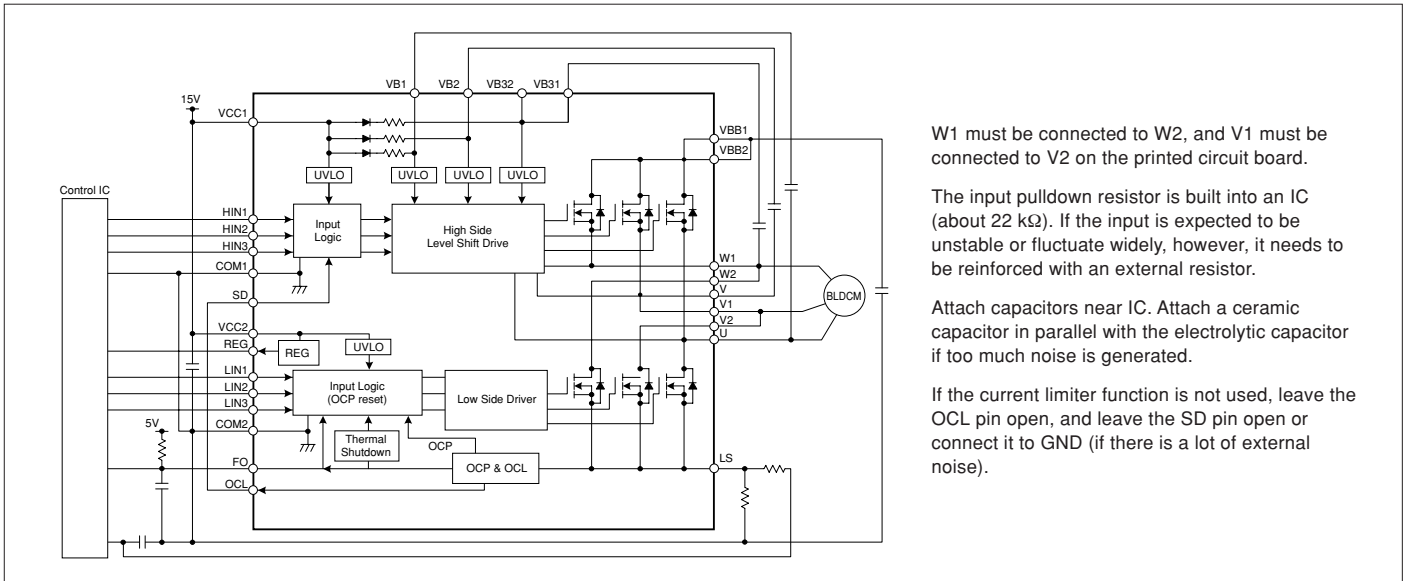 VB1 VB2 VB32 VB31
15V
VCC1
VBB1
VBB2
UVLO UVLO UVLO UVLO
Control IC
HIN1
HIN2
HIN3
COM1
SD
VCC2
REG
LIN1
LIN2
LIN3
COM2
5V
FO
OCL
Input
Logic
High Side
Level Shift Drive
REG
UVLO
Input Logic
(OCP reset)
Low Side Driver
Thermal
Shutdown
OCP
OCP & OCL
W1
W2
V
V1
V2
U
LS
BLDCM
W1 must be connected to W2, and V1 must be
connected to V2 on the printed circuit board.
The input pulldown resistor is built into an IC
(about 22 kΩ). If the input is expected to be
unstable or fluctuate widely, however, it needs to
be reinforced with an external resistor.
Attach capacitors near IC. Attach a ceramic
capacitor in parallel with the electrolytic capacitor
if too much noise is generated.
If the current limiter function is not used, leave the
OCL pin open, and leave the SD pin open or
connect it to GND (if there is a lot of external
noise).